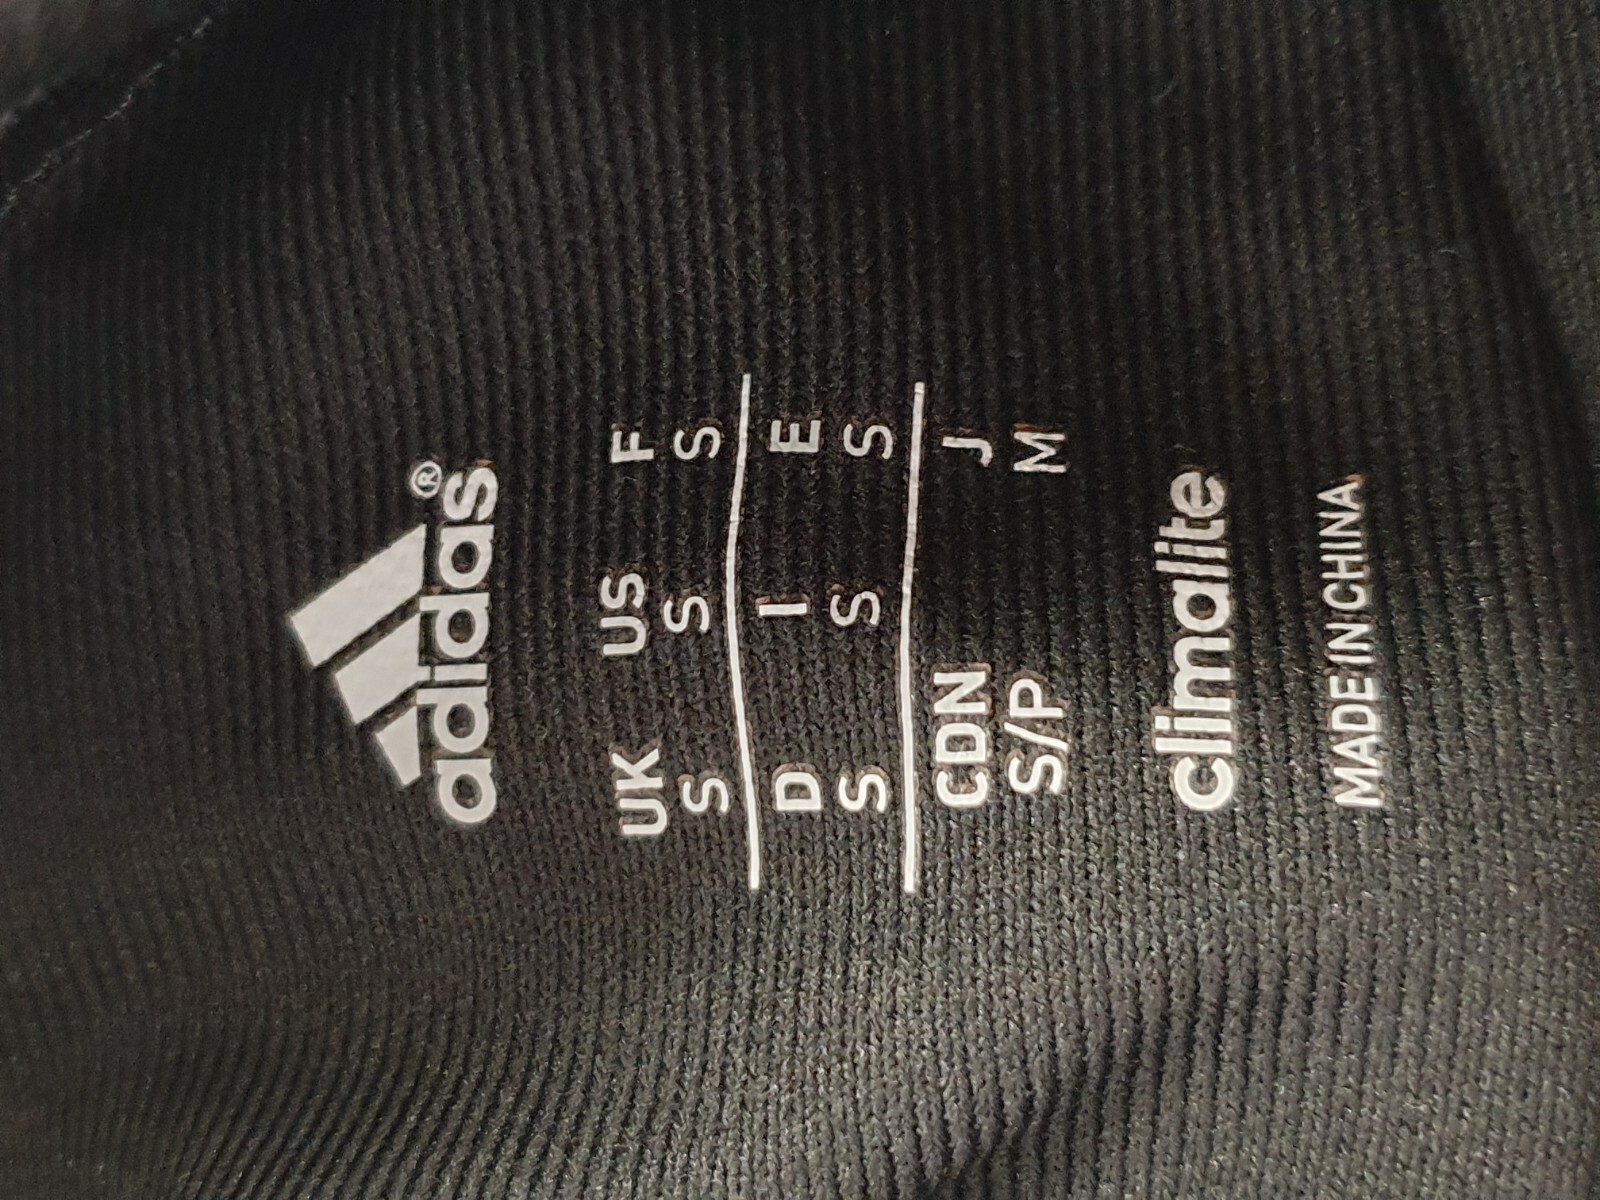 adidas®
UK US F
S S S
D I E
S S S
CDN J
S/P M
climalite
MADE IN CHINA